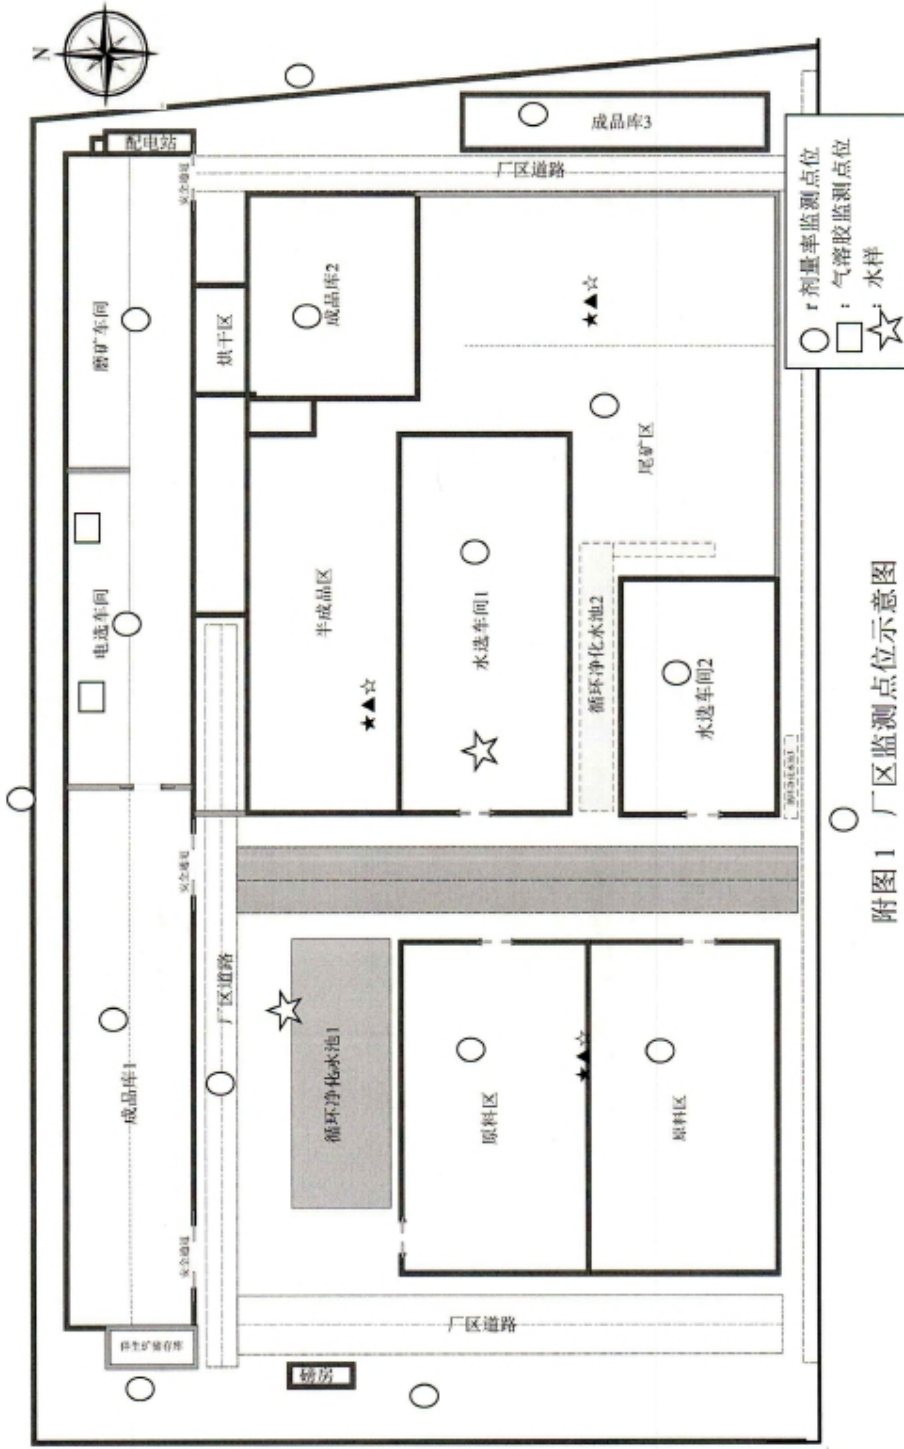 N
配电站
成品库3
厂区道路
安全通道
磨矿车间
成品库2
烘干区
r 剂量率监测点位
: 气溶胶监测点位
: 水样
尾矿区
电选车间
半成品区
水选车间1
循环净化水池2
水选车间2
安全通道
厂区道路
成品库1
循环净化水池1
原料区
原料区
安全通道
伴生矿储存库
厂区道路
磅房
附图 1 厂区监测点位示意图